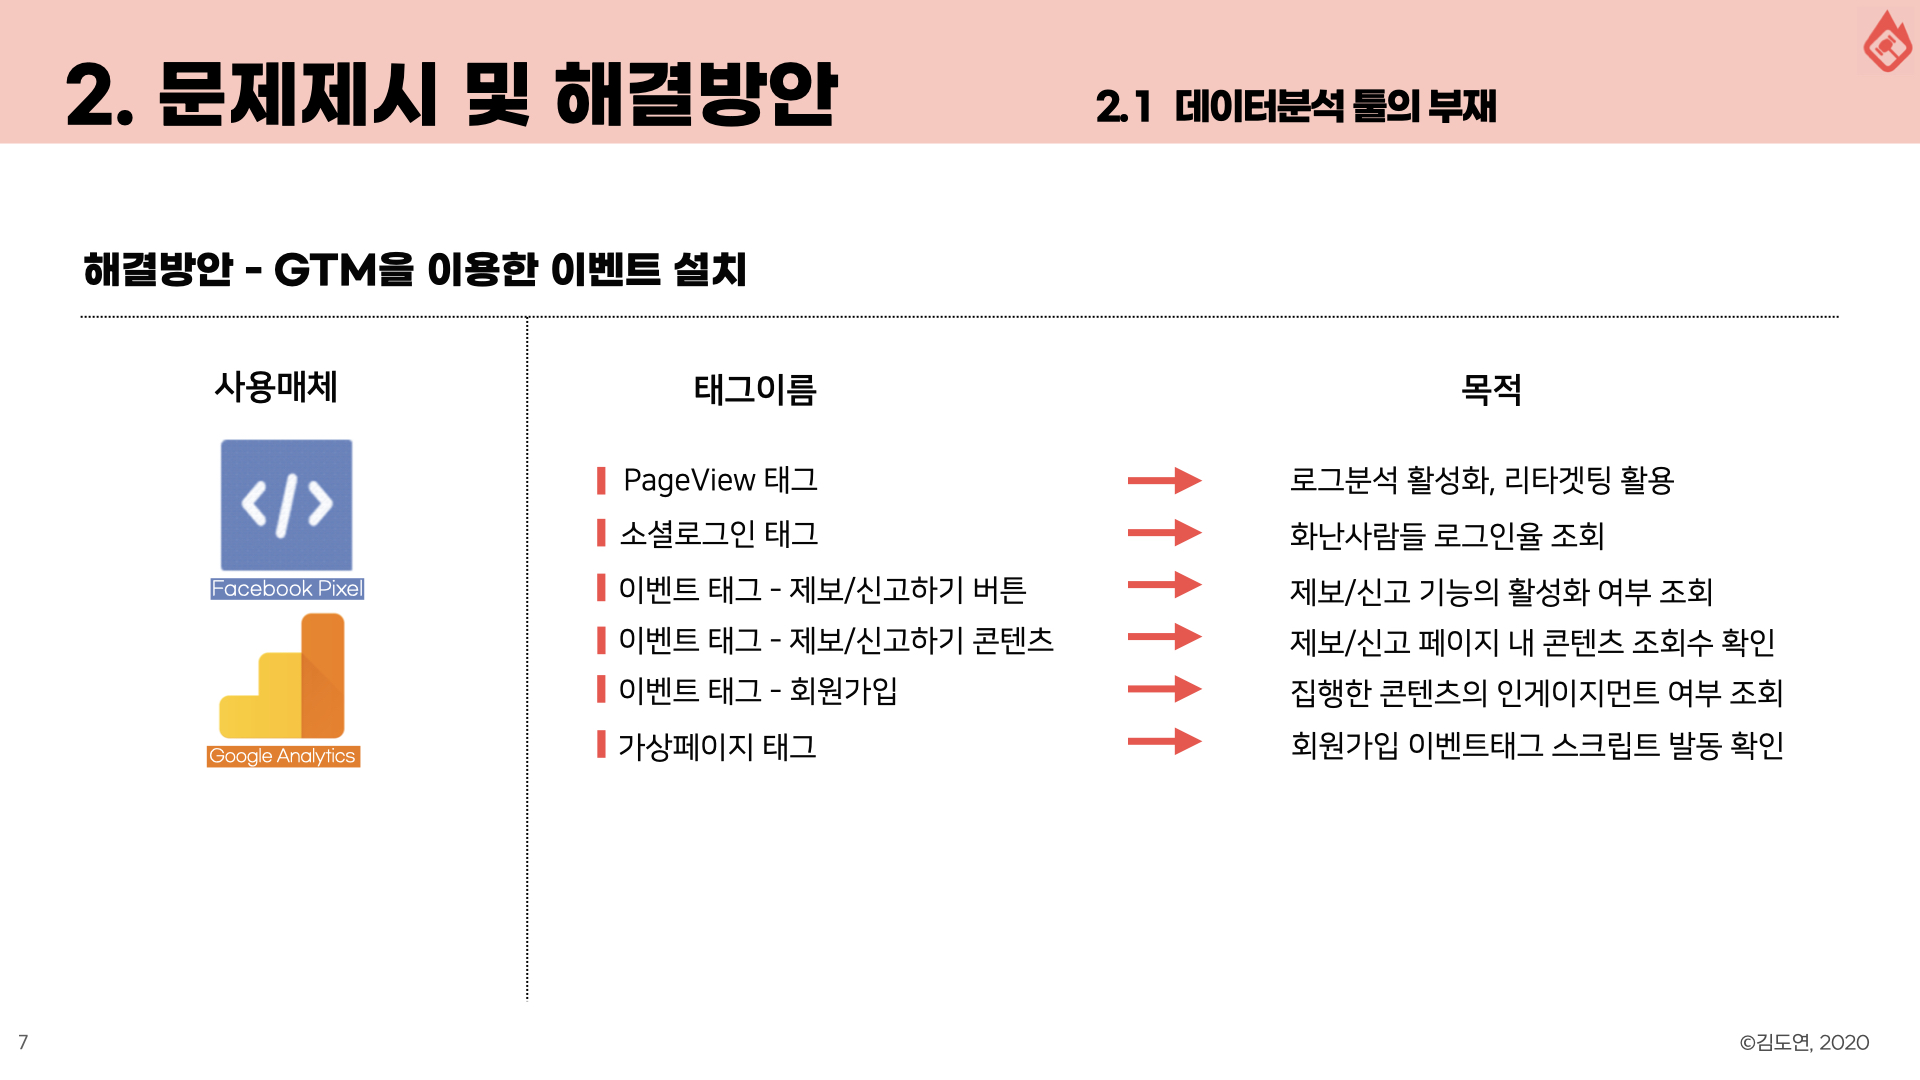 2. 문제제시 및 해결방안
2.1 데이터분석 툴의 부재
해결방안 - GTM을 이용한 이벤트 설치
사용매체
태그이름
목적
Facebook Pixel
Google Analytics
PageView 태그
로그분석 활성화, 리타겟팅 활용
소셜로그인 태그
화난사람들 로그인율 조회
이벤트 태그 - 제보/신고하기 버튼
제보/신고 기능의 활성화 여부 조회
이벤트 태그 - 제보/신고하기 콘텐츠
제보/신고 페이지 내 콘텐츠 조회수 확인
이벤트 태그 - 회원가입
집행한 콘텐츠의 인게이지먼트 여부 조회
가상페이지 태그
회원가입 이벤트태그 스크립트 발동 확인
7
©김도연, 2020